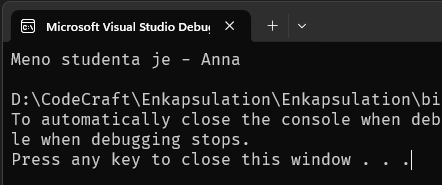 Microsoft Visual Studio Debug
Meno studenta je - Anna
D:\CodeCraft\Enkapsulation\Enkapsulation\bi
To automatically close the console when deb
le when debugging stops.
Press any key to close this window . . .